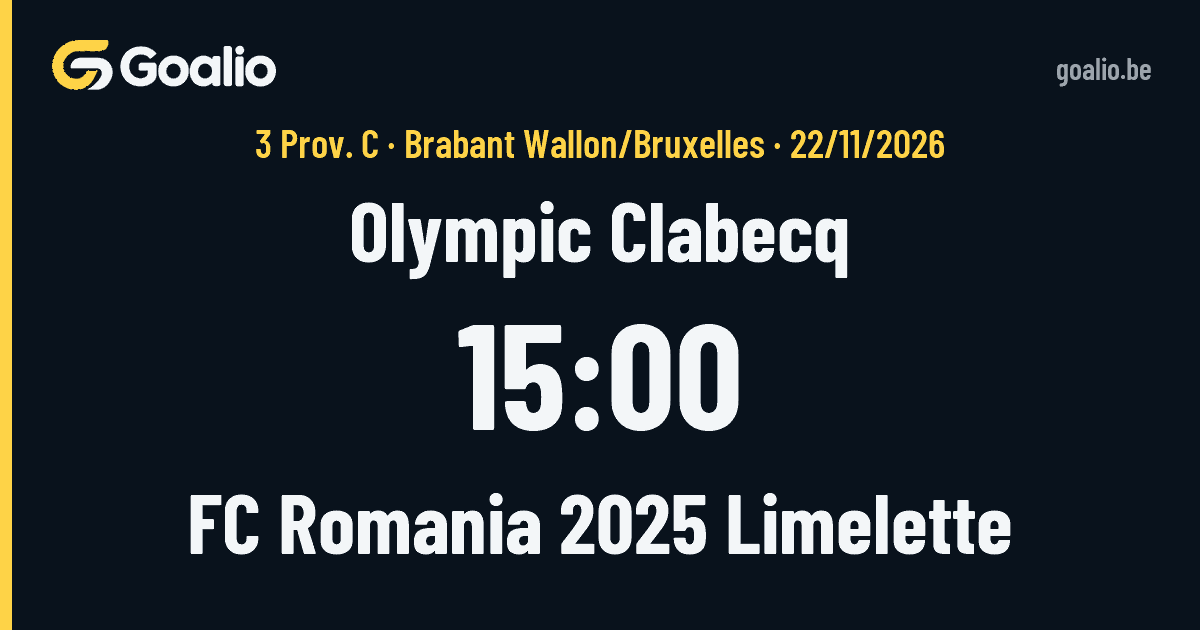 Goalio
goalio.be
3 Prov. C · Brabant Wallon/Bruxelles · 22/11/2026
Olympic Clabecq
15:00
FC Romania 2025 Limelette